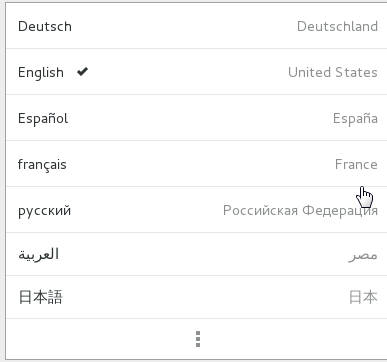 Deutsch Deutschland
English United States
Español España
français France
русский Российская Федерация
العربية مصر
日本語 日本